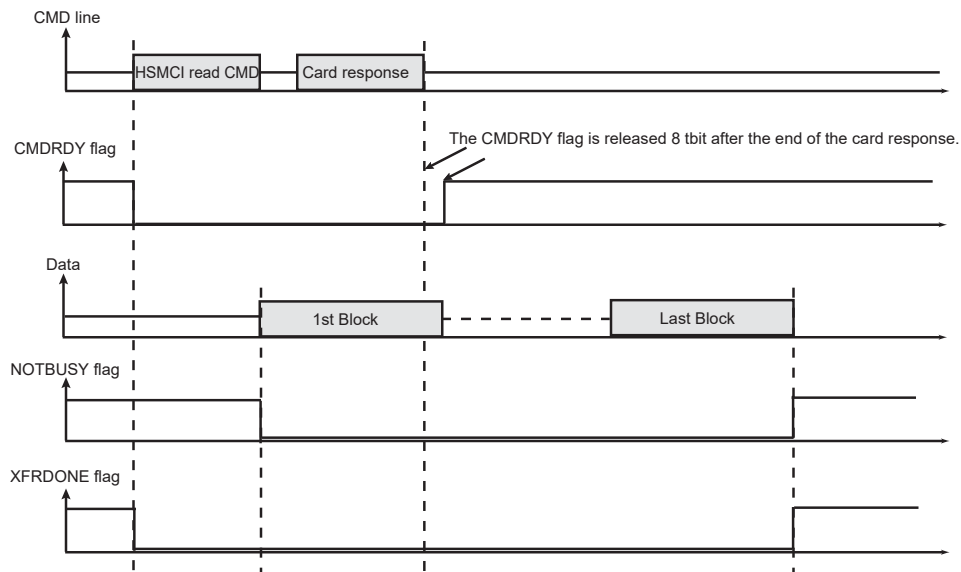 CMD line
HSMCI read CMD
Card response
The CMDRDY flag is released 8 tbit after the end of the card response.
CMDRDY flag
Data
1st Block
Last Block
NOTBUSY flag
XFRDONE flag